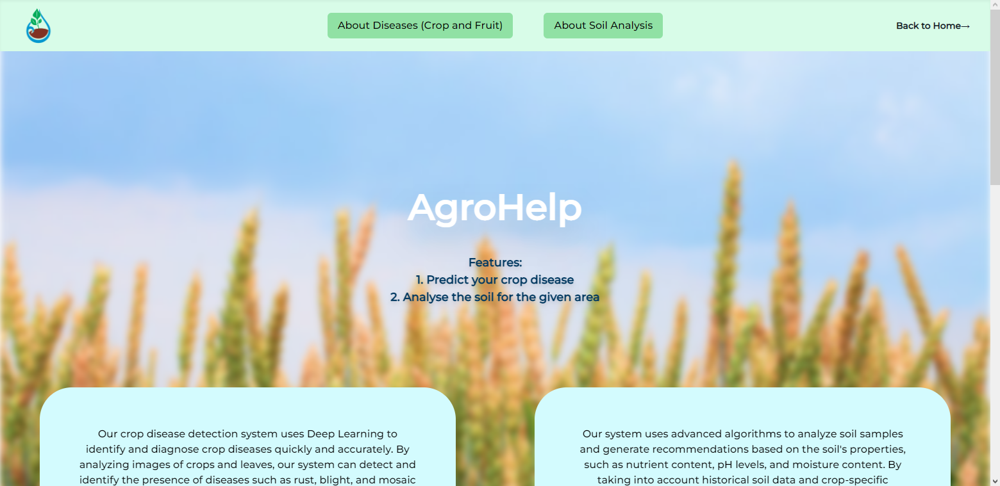 About Diseases (Crop and Fruit)
About Soil Analysis
Back to Home→
AgroHelp
Features:
1. Predict your crop disease
2. Analyse the soil for the given area
Our crop disease detection system uses Deep Learning to
identify and diagnose crop diseases quickly and accurately. By
analyzing images of crops and leaves, our system can detect and
identify the presence of diseases such as rust, blight, and mosaic
Our system uses advanced algorithms to analyze soil samples
and generate recommendations based on the soil's properties,
such as nutrient content, pH levels, and moisture content. By
taking into account historical soil data and crop-specific